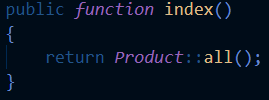 public function index()
{
    return Product::all();
}